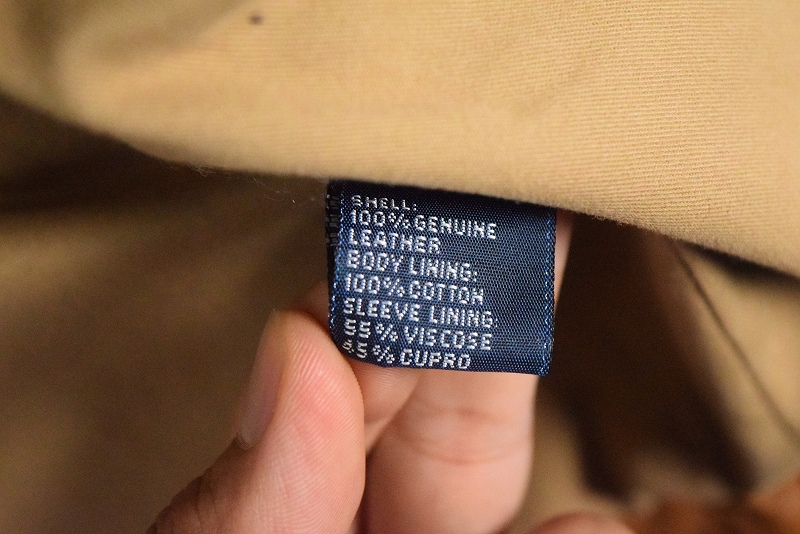 SHELL:
100% GENUINE
LEATHER
BODY LINING:
100% COTTON
SLEEVE LINING:
55% VISCOSE
45% CUPRO